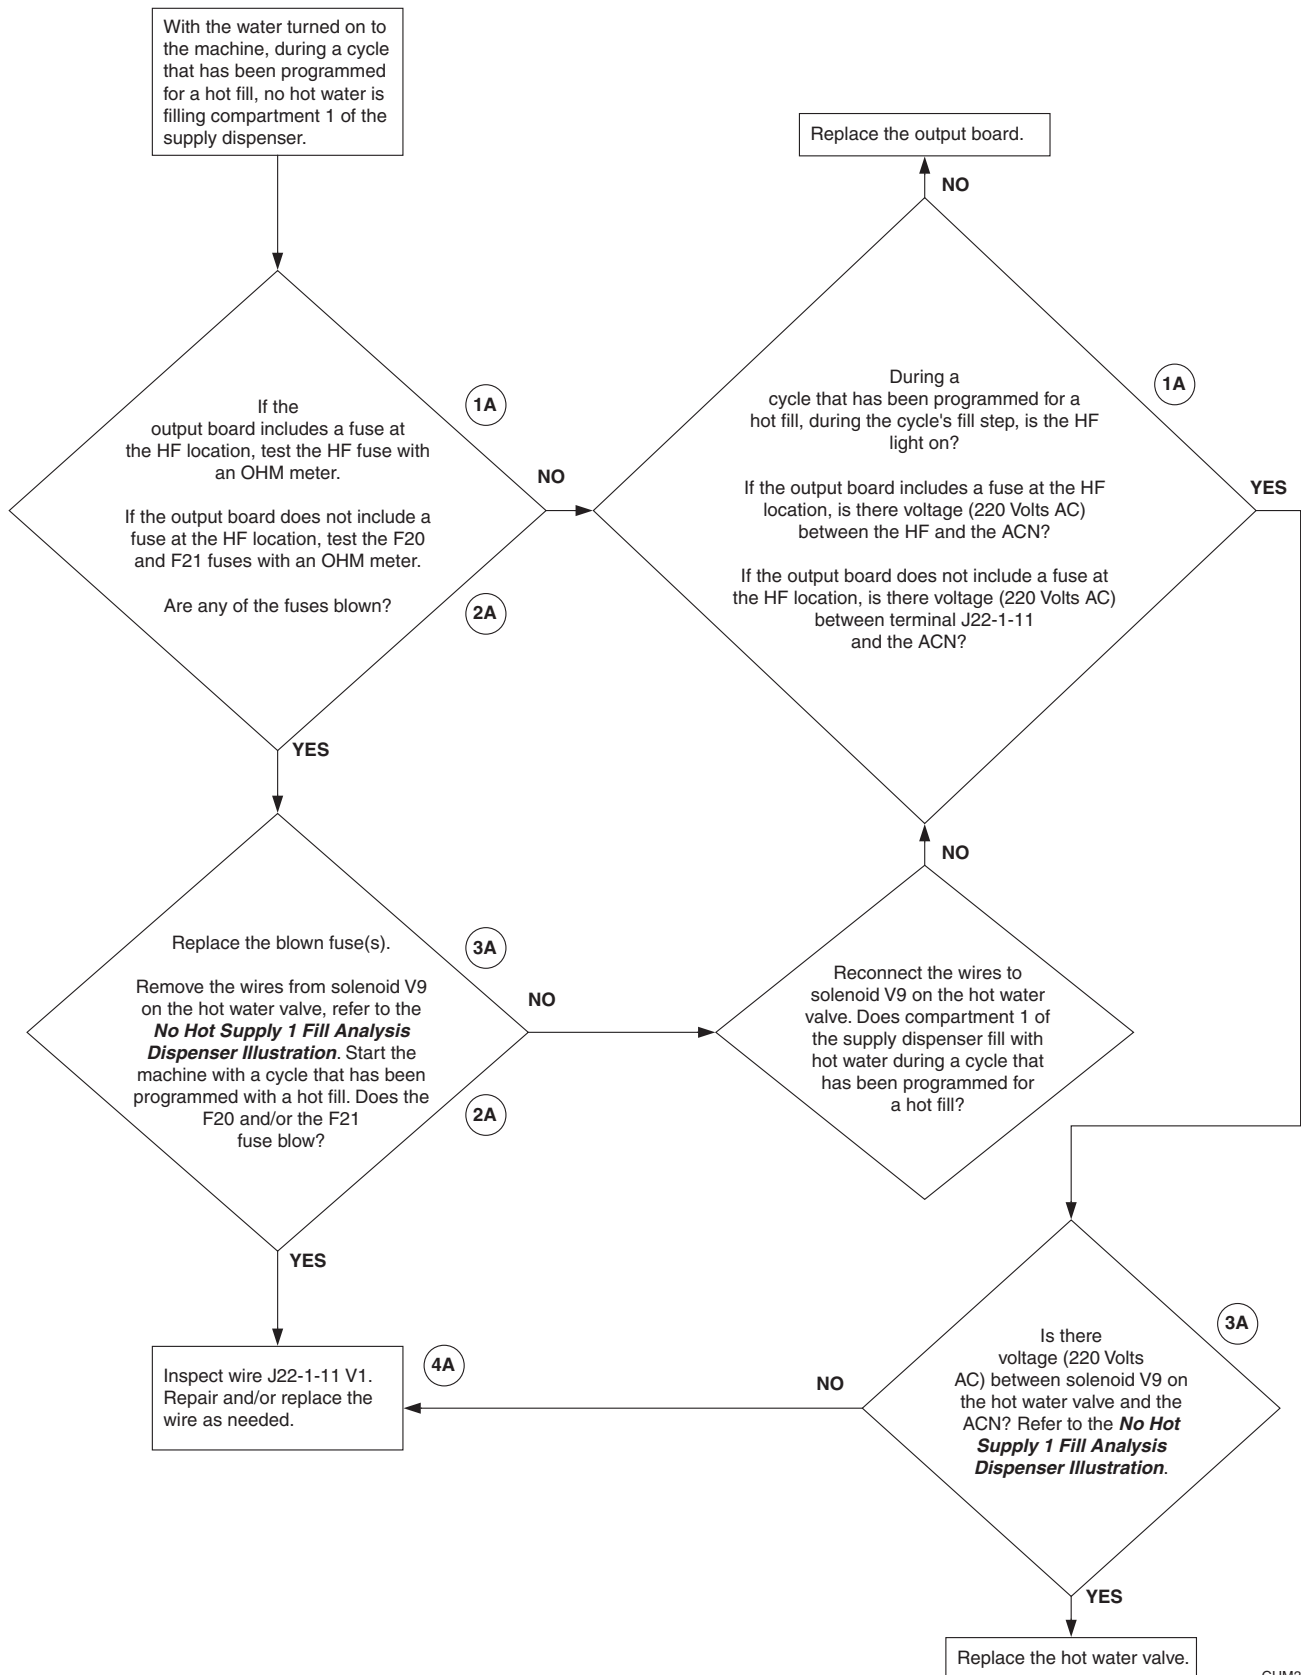 With the water turned on to
the machine, during a cycle
that has been programmed
for a hot fill, no hot water is
filling compartment 1 of the
supply dispenser.
Replace the output board.
NO
If the
output board includes a fuse at
the HF location, test the HF fuse with
an OHM meter.
If the output board does not include a
fuse at the HF location, test the F20
and F21 fuses with an OHM meter.
Are any of the fuses blown?
1A
2A
NO
YES
During a
cycle that has been programmed for a
hot fill, during the cycle's fill step, is the HF
light on?
If the output board includes a fuse at the HF
location, is there voltage (220 Volts AC)
between the HF and the ACN?
If the output board does not include a fuse at
the HF location, is there voltage (220 Volts AC)
between terminal J22-1-11
and the ACN?
1A
YES
NO
Replace the blown fuse(s).
Remove the wires from solenoid V9
on the hot water valve, refer to the
No Hot Supply 1 Fill Analysis
Dispenser Illustration. Start the
machine with a cycle that has been
programmed with a hot fill. Does the
F20 and/or the F21
fuse blow?
3A
2A
NO
YES
Reconnect the wires to
solenoid V9 on the hot water
valve. Does compartment 1 of
the supply dispenser fill with
hot water during a cycle that
has been programmed for
a hot fill?
Inspect wire J22-1-11 V1.
Repair and/or replace the
wire as needed.
4A
NO
Is there
voltage (220 Volts
AC) between solenoid V9 on
the hot water valve and the
ACN? Refer to the No Hot
Supply 1 Fill Analysis
Dispenser Illustration.
3A
YES
Replace the hot water valve.